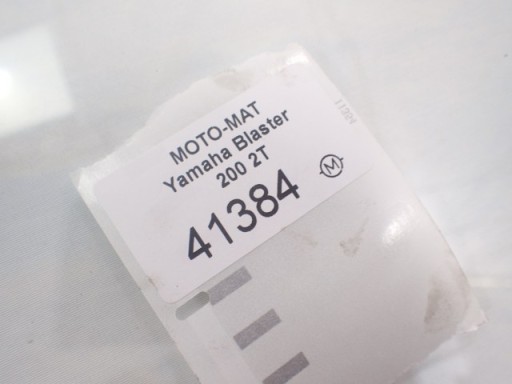 MOTO-MAT
Yamaha Blaster
200 2T
41384
M